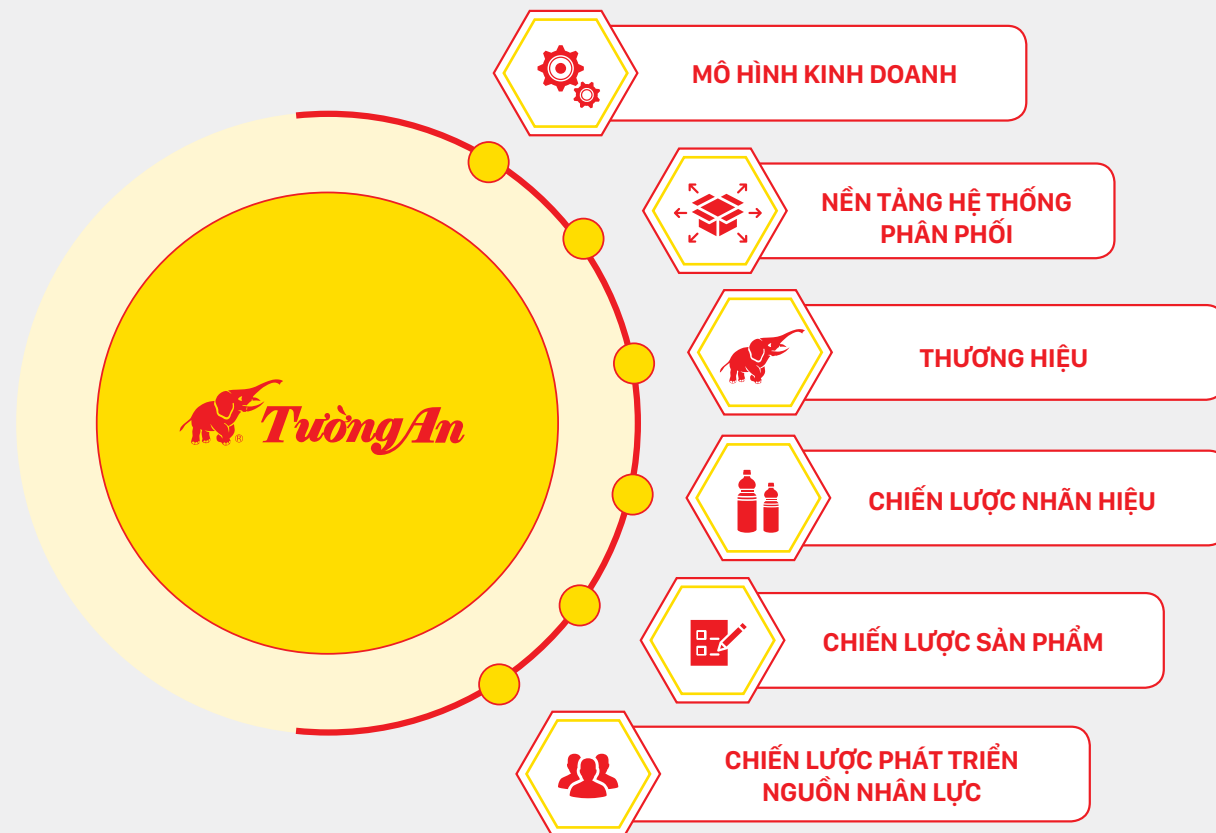 MÔ HÌNH KINH DOANH
NỀN TẢNG HỆ THỐNG
PHÂN PHỐI
THƯƠNG HIỆU
Tường An
®
CHIẾN LƯỢC NHÃN HIỆU
CHIẾN LƯỢC SẢN PHẨM
CHIẾN LƯỢC PHÁT TRIỂN
NGUỒN NHÂN LỰC